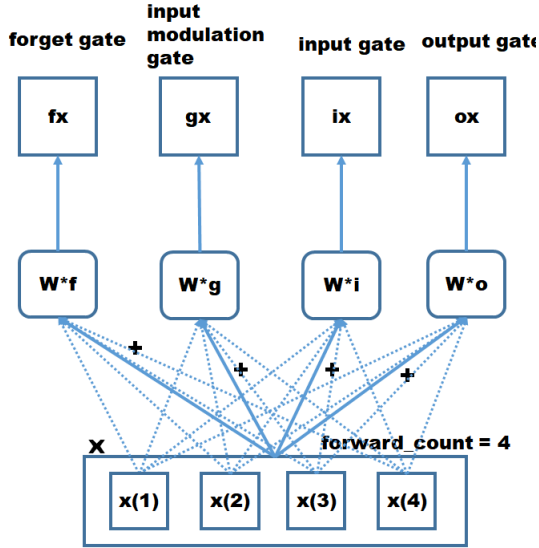 forget gate
input
modulation
gate
input gate
output gate
fx
gx
ix
ox
W*f
W*g
W*i
W*o
+
+
+
+
X
forward_count = 4
x(1)
x(2)
x(3)
x(4)